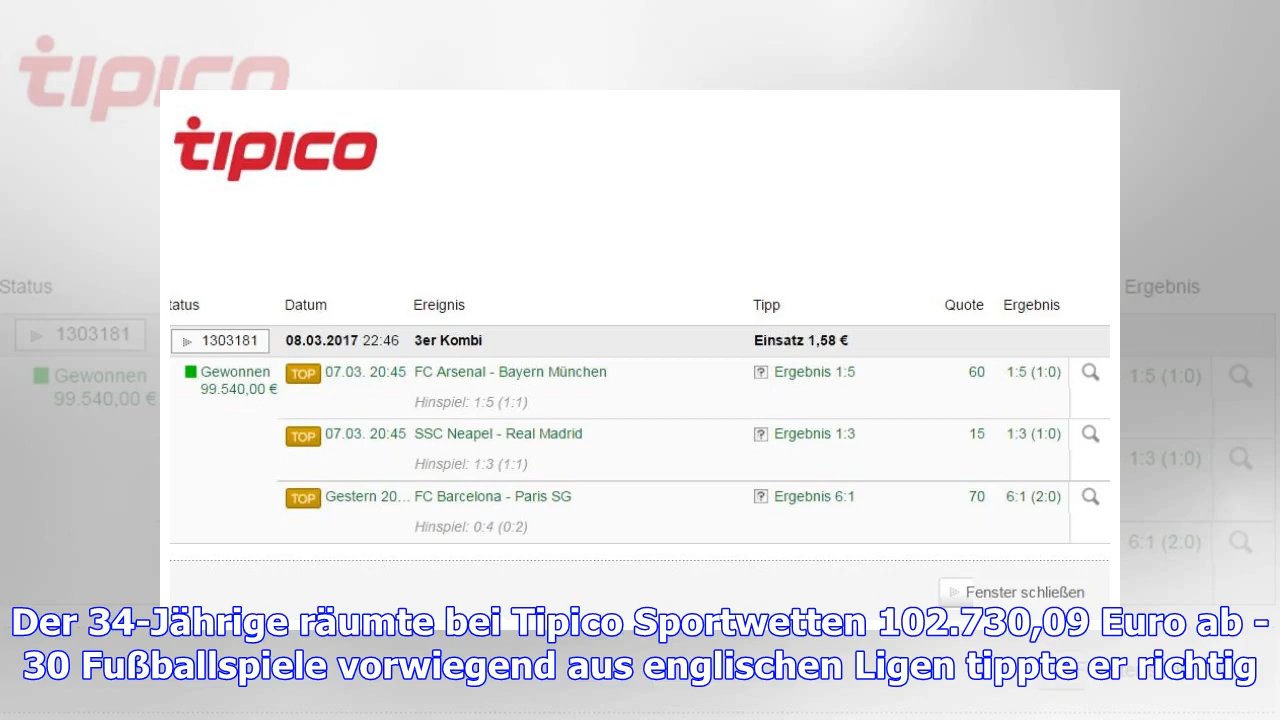 tipico
tipico
Status
tatus Datum Ereignis Tipp Quote Ergebnis
Ergebnis
1303181
1303181 08.03.2017 22:46 3er Kombi Einsatz 1,58 €
Gewonnen
99.540,00 €
Gewonnen TOP 07.03. 20:45 FC Arsenal - Bayern München ? Ergebnis 1:5 60 1:5 (1:0)
99.540,00 €
Hinspiel: 1:5 (1:1)
1:5 (1:0)
TOP 07.03. 20:45 SSC Neapel - Real Madrid ? Ergebnis 1:3 15 1:3 (1:0)
Hinspiel: 1:3 (1:1)
1:3 (1:0)
TOP Gestern 20... FC Barcelona - Paris SG ? Ergebnis 6:1 70 6:1 (2:0)
Hinspiel: 0:4 (0:2)
6:1 (2:0)
Fenster schließen
Der 34-Jährige räumte bei Tipico Sportwetten 102.730,09 Euro ab -
30 Fußballspiele vorwiegend aus englischen Ligen tippte er richtig